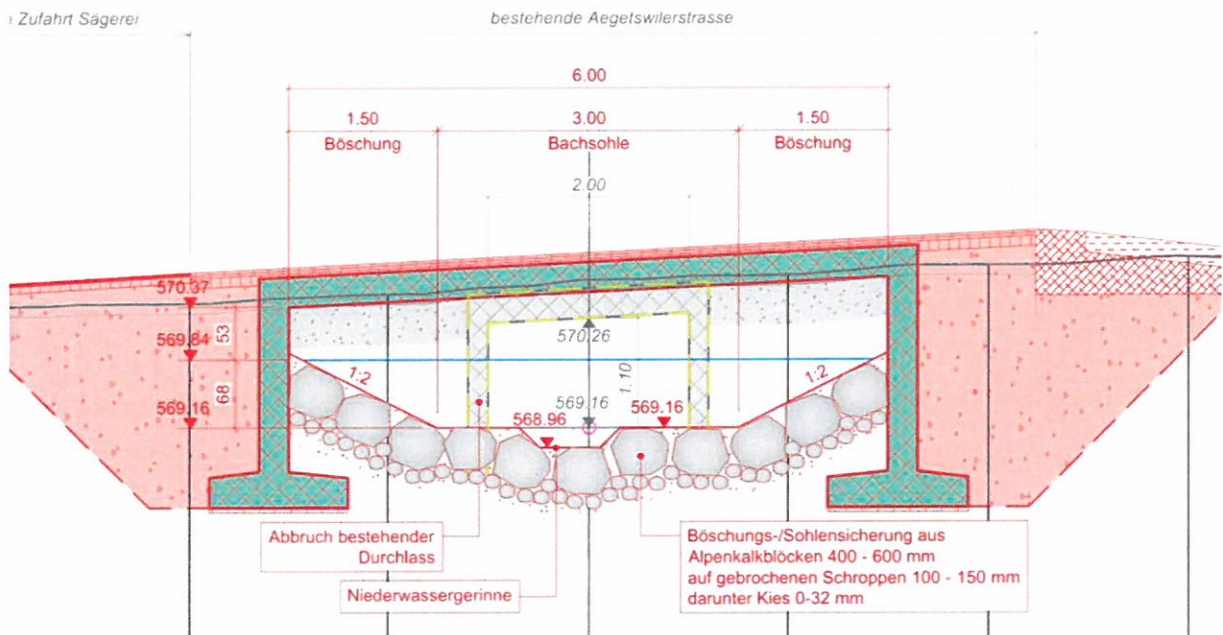 Zufahrt Sägerei
bestehende Aegetswilerstrasse
6.00
1.50
3.00
1.50
Böschung
Bachsohle
Böschung
2.00
570.37
53
569.84
570.26
1:2
1:2
68
1.10
569.16
569.16
568.96
569.16
Abbruch bestehender
Durchlass
Niederwassergerinne
Böschungs-/Sohlensicherung aus
Alpenkalkblöcken 400 - 600 mm
auf gebrochenen Schroppen 100 - 150 mm
darunter Kies 0-32 mm